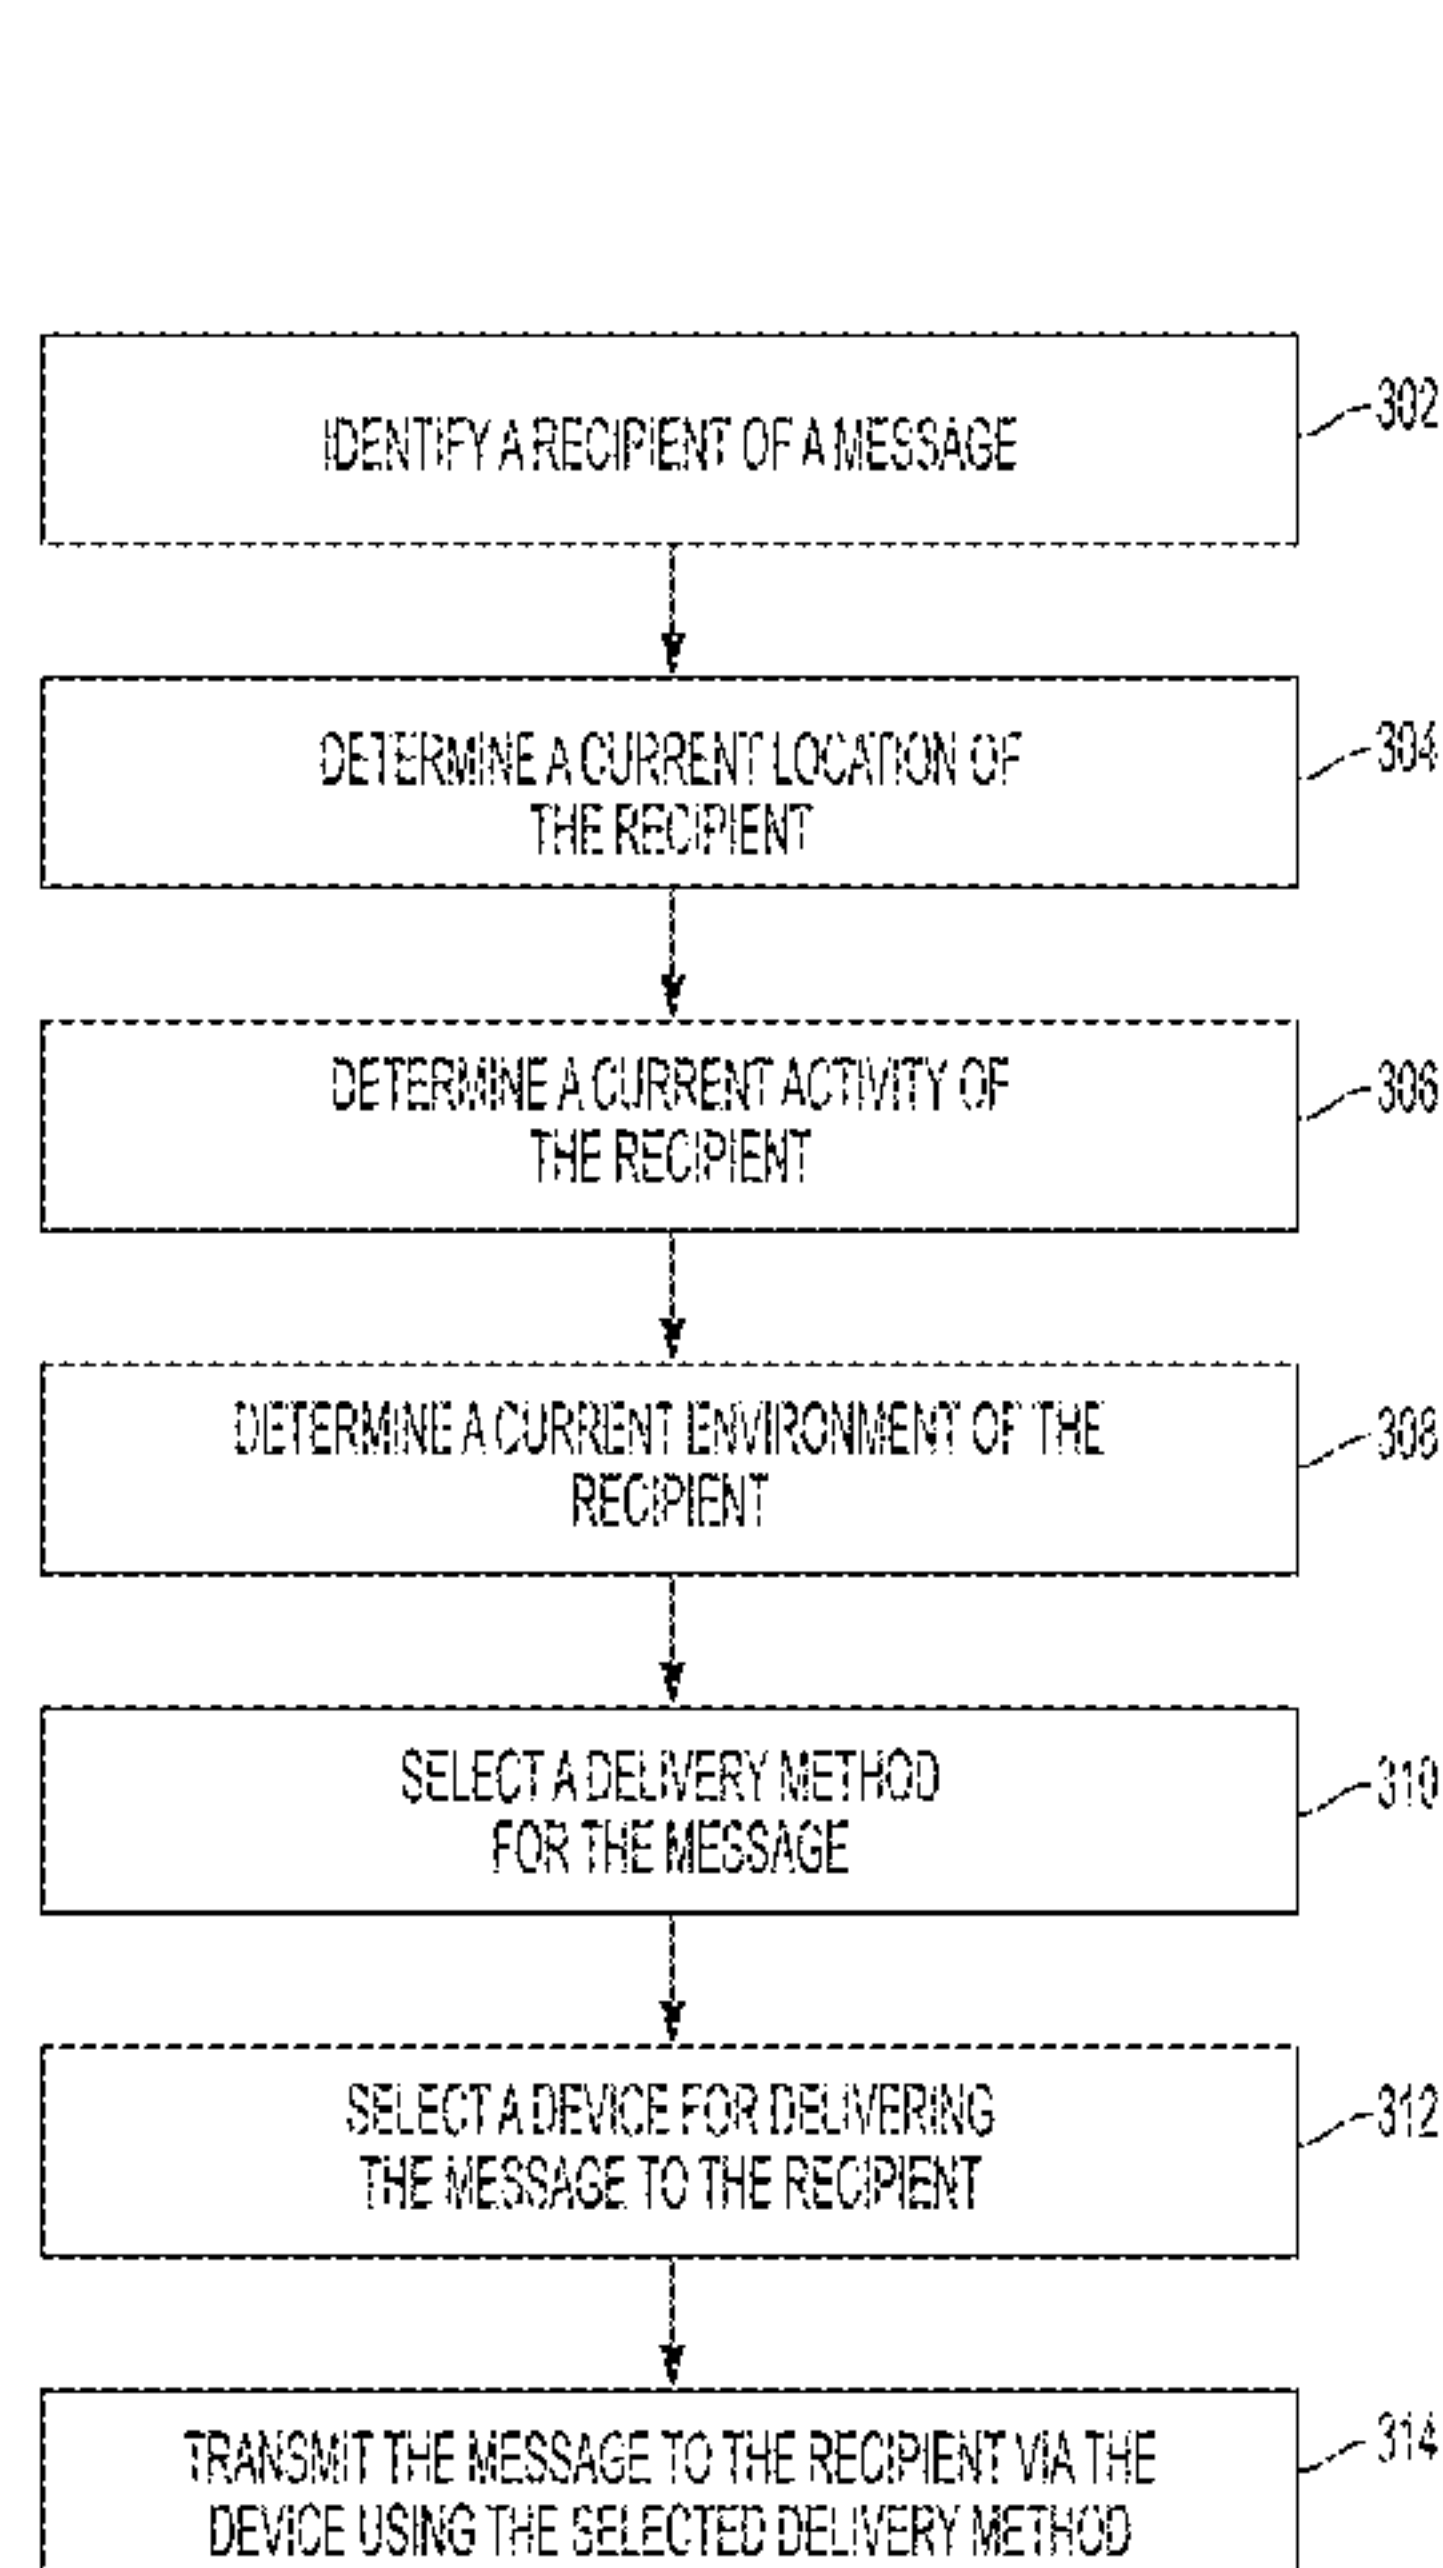 IDENTIFY A RECIPIENT OF A MESSAGE
302
DETERMINE A CURRENT LOCATION OF
THE RECIPIENT
304
DETERMINE A CURRENT ACTIVITY OF
THE RECIPIENT
306
DETERMINE A CURRENT ENVIRONMENT OF THE
RECIPIENT
308
SELECT A DELIVERY METHOD
FOR THE MESSAGE
310
SELECT A DEVICE FOR DELIVERING
THE MESSAGE TO THE RECIPIENT
312
TRANSMIT THE MESSAGE TO THE RECIPIENT VIA THE
DEVICE USING THE SELECTED DELIVERY METHOD
314